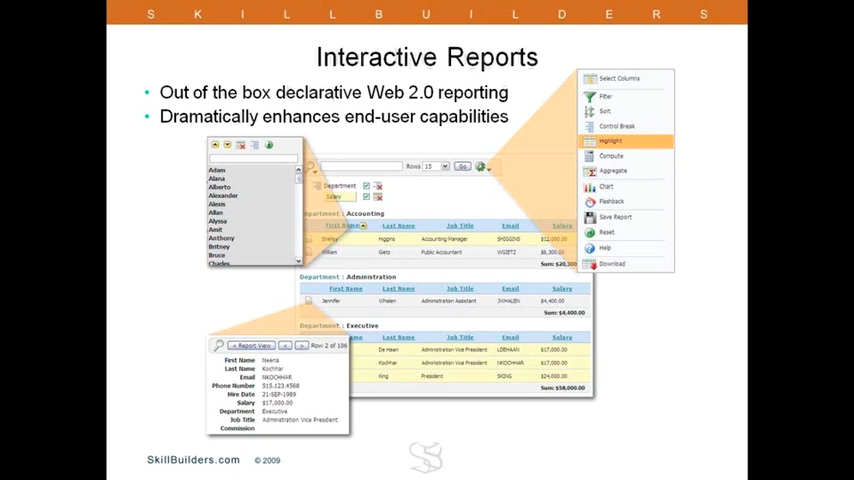 S K I L L B U I L D E R S
Interactive Reports
• Out of the box declarative Web 2.0 reporting
• Dramatically enhances end-user capabilities
Select Columns
Filter
Sort
Control Break
Highlight
Compute
Aggregate
Chart
Flashback
Save Report
Reset
Help
Download
Adam
Alana
Alberto
Alexander
Alexis
Allan
Alyssa
Amit
Anthony
Britney
Bruce
Charles
Rows 15 Go
Department
Salary
Department : Accounting
First Name Last Name Job Title Email Salary
Shelley Higgins Accounting Manager SHIGGINS $12,000.00
William Gietz Public Accountant WGIETZ $8,300.00
Sum: $20,300
Department : Administration
First Name Last Name Job Title Email Salary
Jennifer Whalen Administration Assistant JWHALEN $4,400.00
Sum: $4,400.00
Department : Executive
Last Name Job Title Email Salary
De Haan Administration Vice President LDEHAAN $17,000.00
Kochhar Administration Vice President NKOCHHAR $17,000.00
King President SKING $24,000.00
Sum: $58,000.00
< Report View < > Row 2 of 106
First Name Neena
Last Name Kochhar
Email NKOCHHAR
Phone Number 515.123.4568
Hire Date 21-SEP-1989
Salary $17,000.00
Department Executive
Job Title Administration Vice President
Commission
SkillBuilders.com © 2009